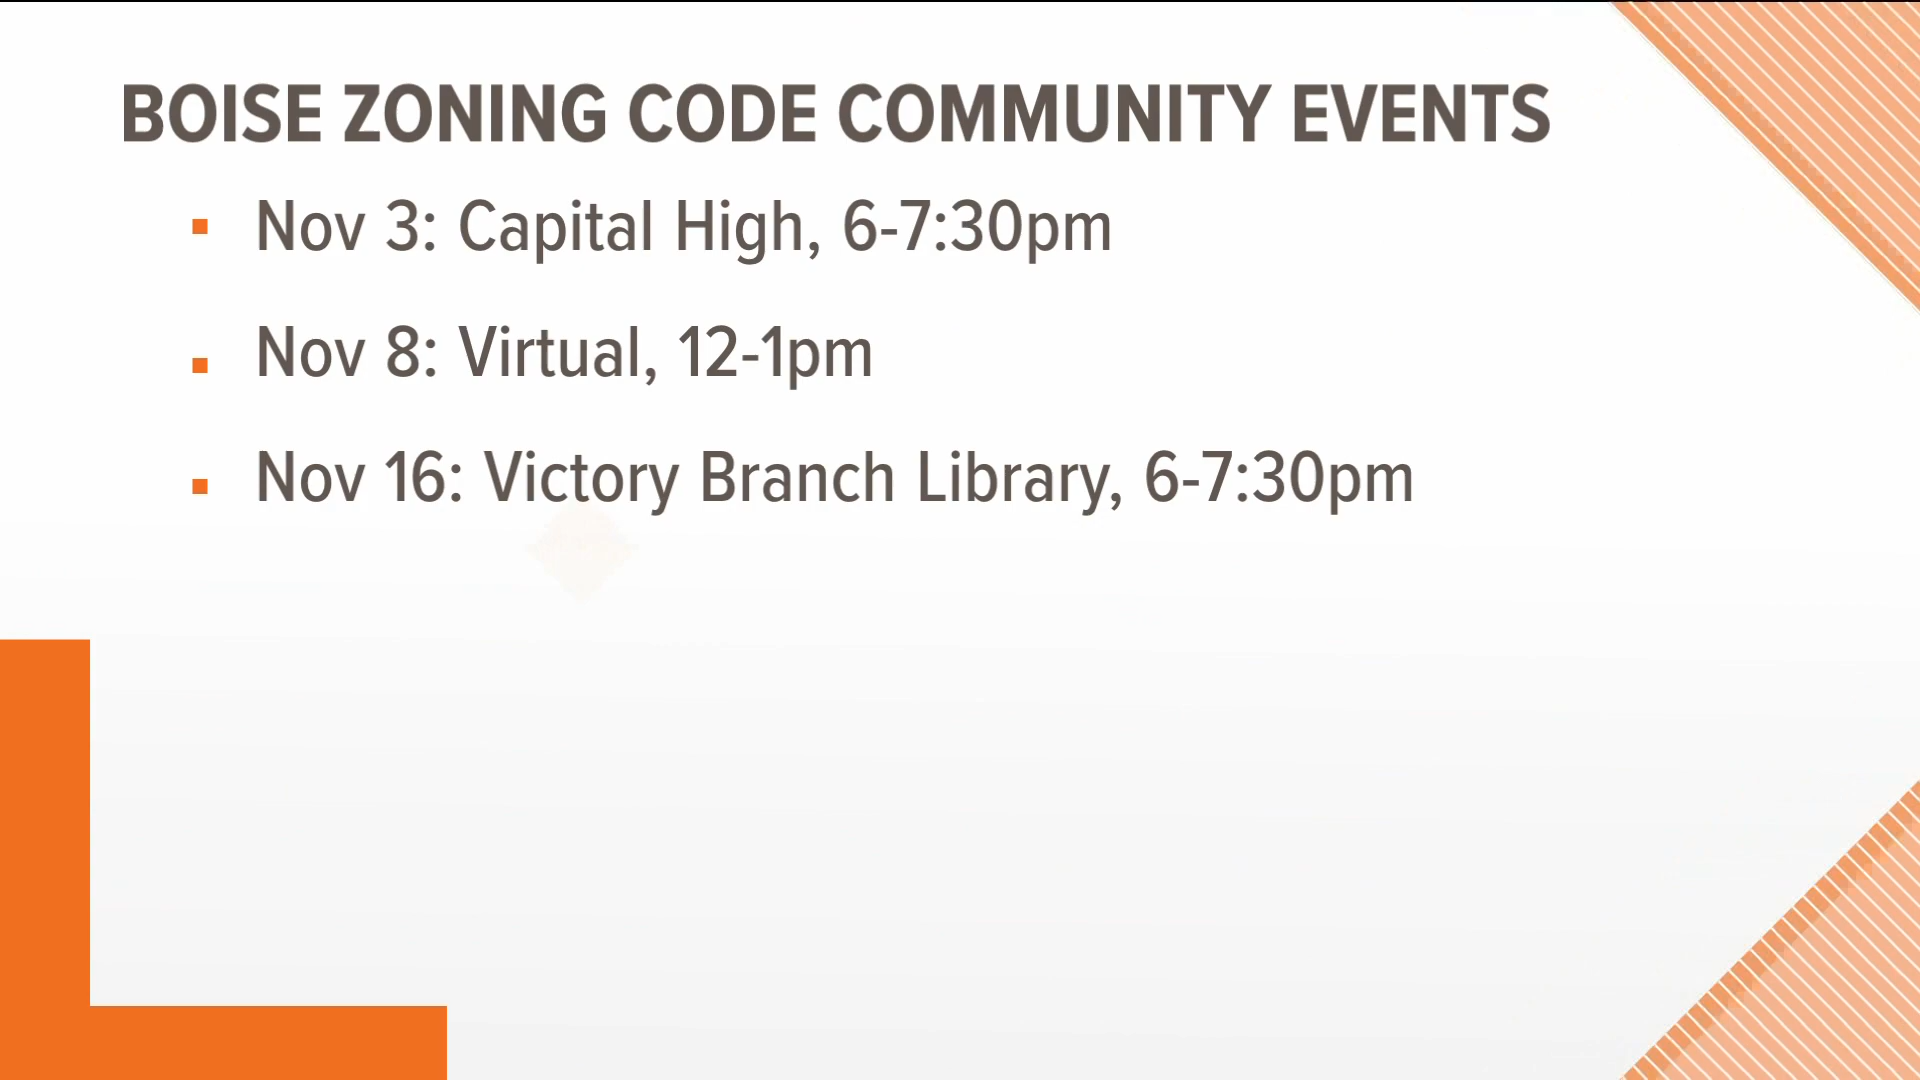 BOISE ZONING CODE COMMUNITY EVENTS
Nov 3: Capital High, 6-7:30pm
Nov 8: Virtual, 12-1pm
Nov 16: Victory Branch Library, 6-7:30pm